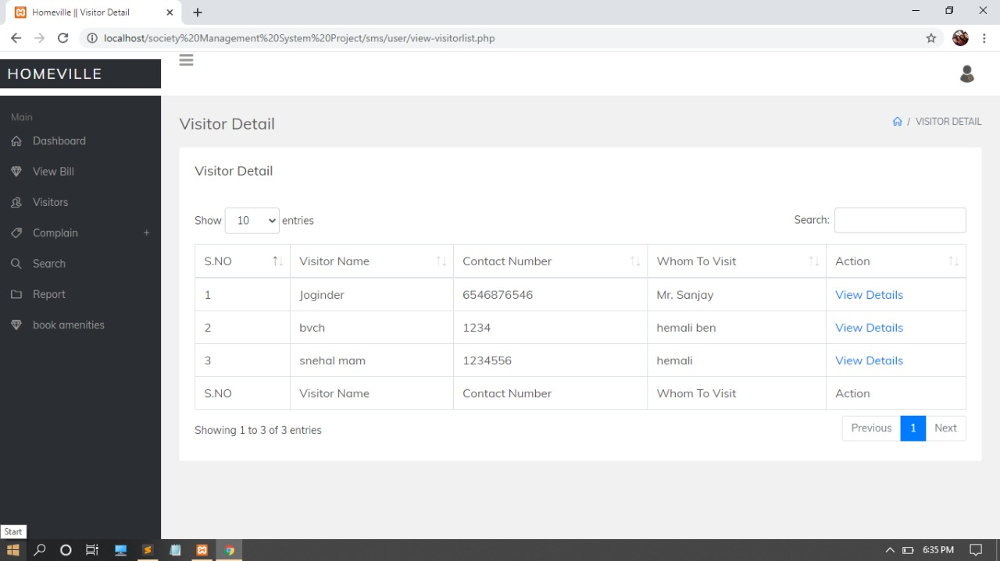 Homeville || Visitor Detail
localhost/society%20Management%20System%20Project/sms/user/view-visitorlist.php
HOMEVILLE
Main
Dashboard
View Bill
Visitors
Complain +
Search
Report
book amenities
Visitor Detail
/ VISITOR DETAIL
Visitor Detail
Show 10 entries
Search:
S.NO Visitor Name Contact Number Whom To Visit Action
1 Joginder 6546876546 Mr. Sanjay View Details
2 bvch 1234 hemali ben View Details
3 snehal mam 1234556 hemali View Details
S.NO Visitor Name Contact Number Whom To Visit Action
Showing 1 to 3 of 3 entries
Previous 1 Next
Start
6:35 PM